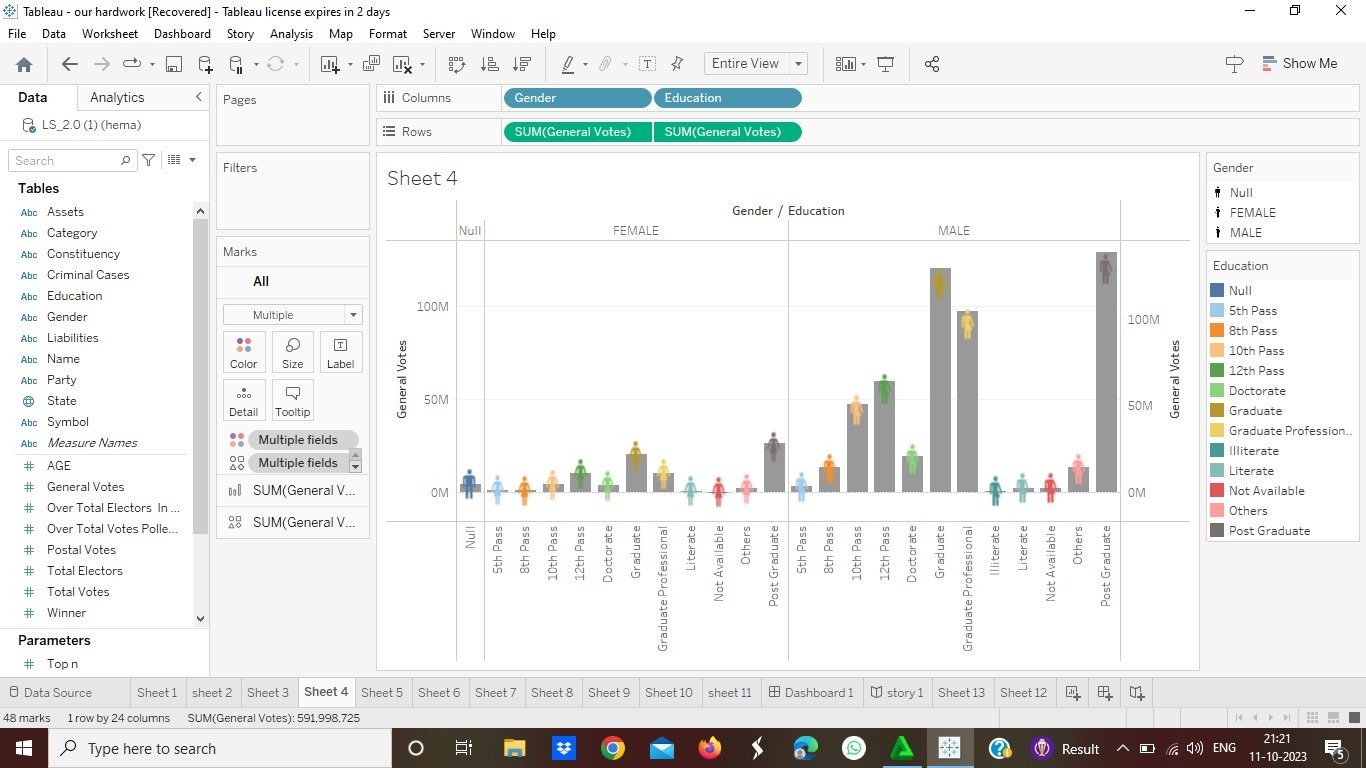 Tableau - our hardwork [Recovered] - Tableau license expires in 2 days
File Data Worksheet Dashboard Story Analysis Map Format Server Window Help
Entire View
Show Me
Data Analytics
LS_2.0 (1) (hema)
Search
Tables
Abc Assets
Abc Category
Abc Constituency
Abc Criminal Cases
Abc Education
Abc Gender
Abc Liabilities
Abc Name
Abc Party
State
Abc Symbol
Abc Measure Names
# AGE
# General Votes
# Over Total Electors In ...
# Over Total Votes Polle...
# Postal Votes
# Total Electors
# Total Votes
# Winner
Parameters
# Top n
Pages
Filters
Marks
All
Multiple
Color Size Label
Detail Tooltip
Multiple fields
Multiple fields
SUM(General V...
SUM(General V...
Columns Gender Education
Rows SUM(General Votes) SUM(General Votes)
Sheet 4
Gender / Education
Null FEMALE MALE
General Votes
100M
50M
0M
100M
50M
0M
General Votes
Null
5th Pass
8th Pass
10th Pass
12th Pass
Doctorate
Graduate
Graduate Professional
Literate
Not Available
Others
Post Graduate
5th Pass
8th Pass
10th Pass
12th Pass
Doctorate
Graduate
Graduate Professional
Illiterate
Literate
Not Available
Others
Post Graduate
Gender
Null
FEMALE
MALE
Education
Null
5th Pass
8th Pass
10th Pass
12th Pass
Doctorate
Graduate
Graduate Profession..
Illiterate
Literate
Not Available
Others
Post Graduate
Data Source Sheet 1 sheet 2 Sheet 3 Sheet 4 Sheet 5 Sheet 6 Sheet 7 Sheet 8 Sheet 9 Sheet 10 sheet 11 Dashboard 1 story 1 Sheet 13 Sheet 12
48 marks 1 row by 24 columns SUM(General Votes): 591,998,725
Type here to search
Result
ENG
21:21
11-10-2023
5